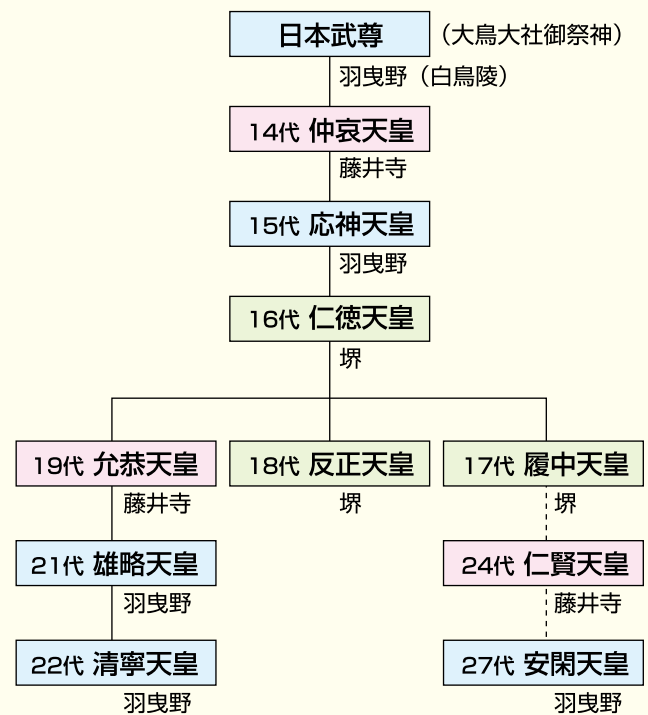 日本武尊 (大鳥大社御祭神)
羽曳野(白鳥陵)
14代 仲哀天皇
藤井寺
15代 応神天皇
羽曳野
16代 仁徳天皇
堺
19代 允恭天皇 18代 反正天皇 17代 履中天皇
藤井寺 堺 堺
21代 雄略天皇 24代 仁賢天皇
羽曳野 藤井寺
22代 清寧天皇 27代 安閑天皇
羽曳野 羽曳野